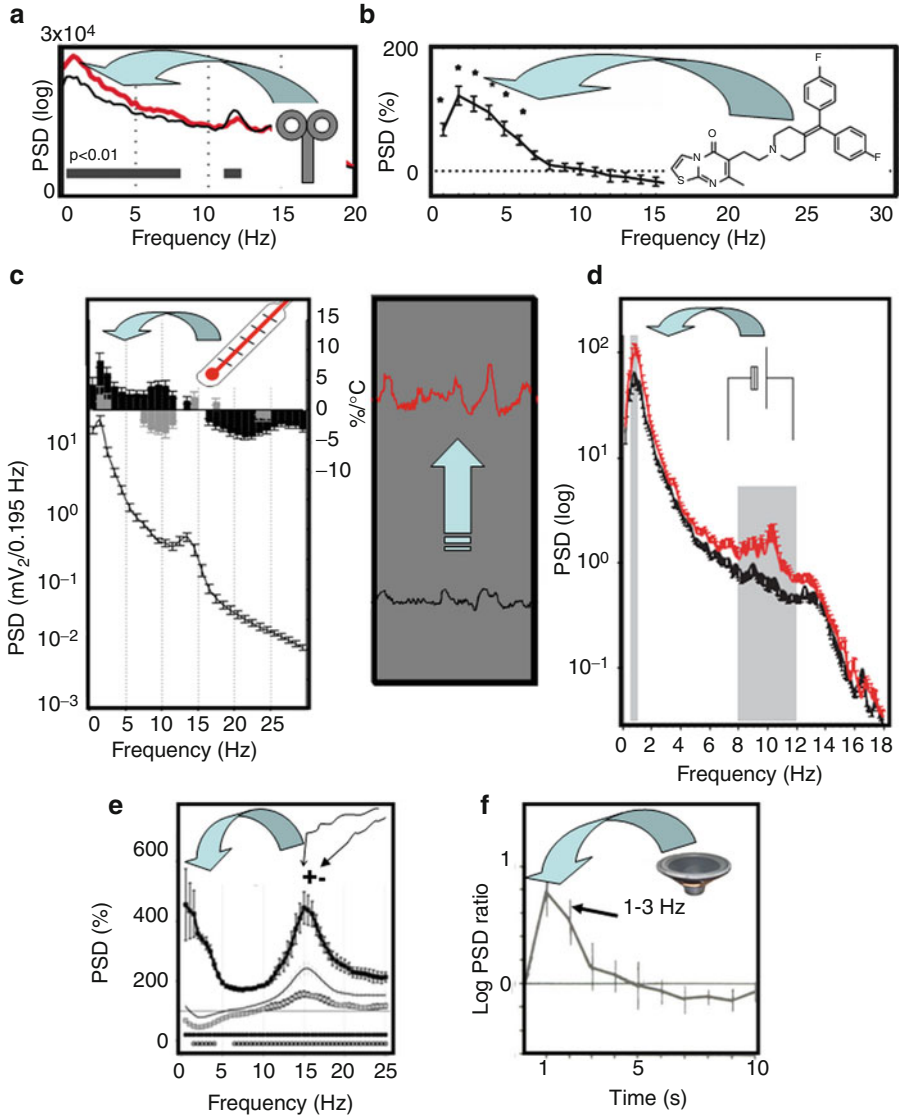 a
3x10⁴
PSD (log)
p<0.01
0
0 5 10 15 20
Frequency (Hz)
b
200
PSD (%)
0
* * * * * *
F
F
O
N
N
N
S
0 5 10 15 20 25 30
Frequency (Hz)
c
15
10
5
0
−5
−10
%/°C
10¹
10⁰
10⁻¹
10⁻²
10⁻³
PSD (mV₂/0.195 Hz)
0 5 10 15 20 25
Frequency (Hz)
d
10²
10¹
10⁰
10⁻¹
PSD (log)
0 2 4 6 8 10 12 14 16 18
Frequency (Hz)
e
600
400
200
0
PSD (%)
+-
0 5 10 15 20 25
Frequency (Hz)
f
1
0
Log PSD ratio
1-3 Hz
1 5 10
Time (s)